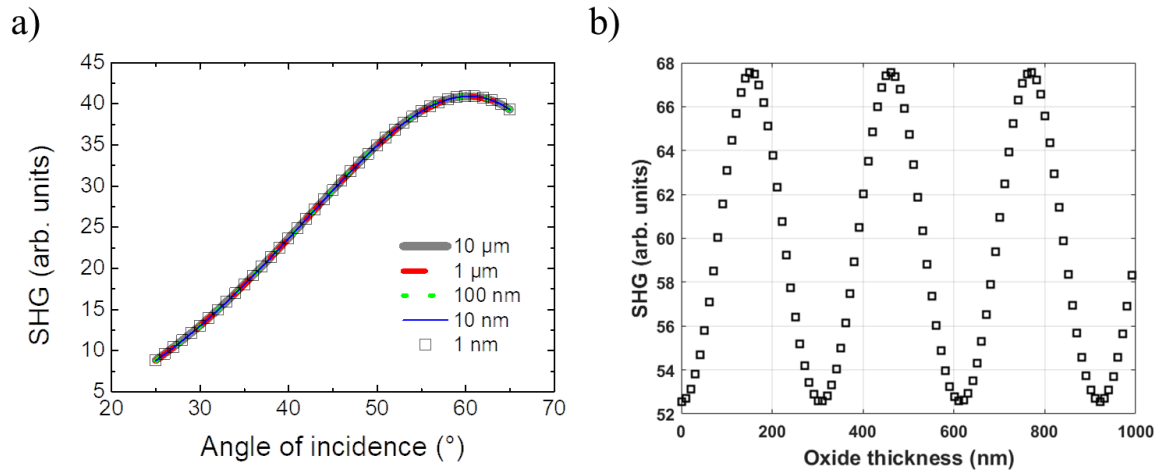 a)
45
40
35
30
25
20
15
10
5
SHG (arb. units)
10 µm
1 µm
100 nm
10 nm
1 nm
20 30 40 50 60 70
Angle of incidence (°)
b)
68
66
64
62
60
58
56
54
52
SHG (arb. units)
0 200 400 600 800 1000
Oxide thickness (nm)